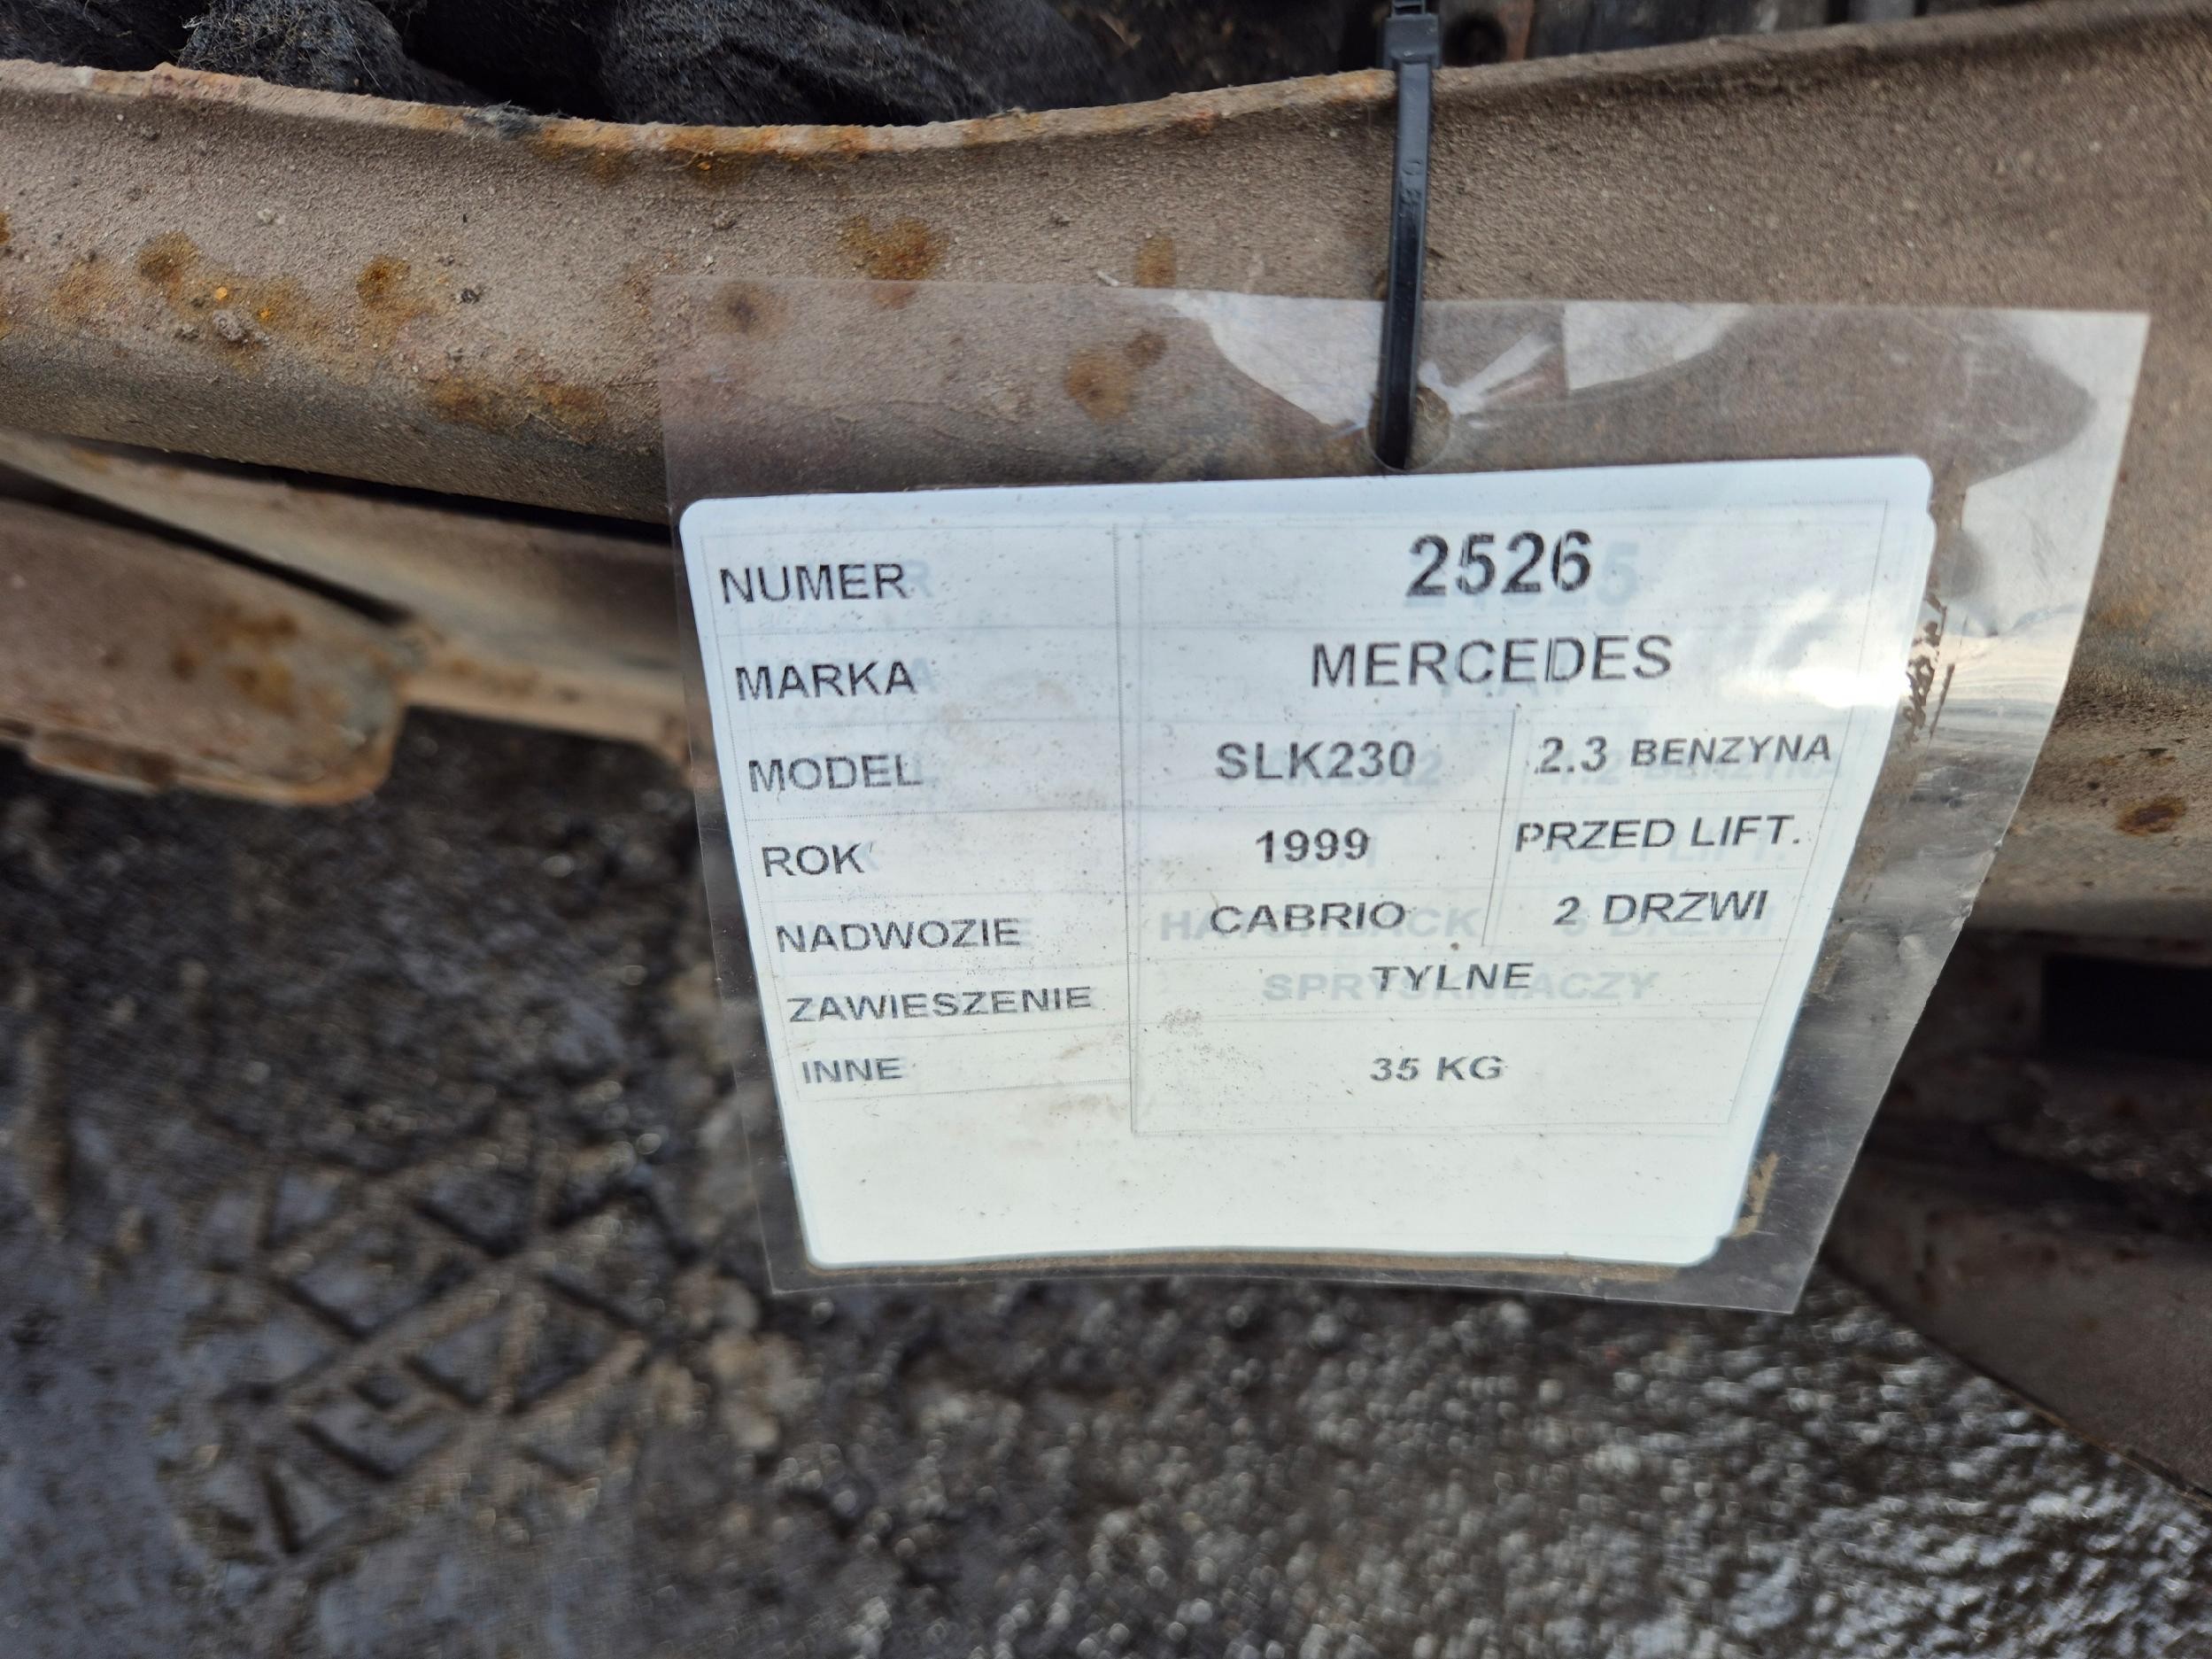 NUMER 2526
MARKA MERCEDES
MODEL SLK230 2.3 BENZYNA
ROK 1999 PRZED LIFT.
NADWOZIE CABRIO 2 DRZWI
ZAWIESZENIE TYLNE
INNE 35 KG